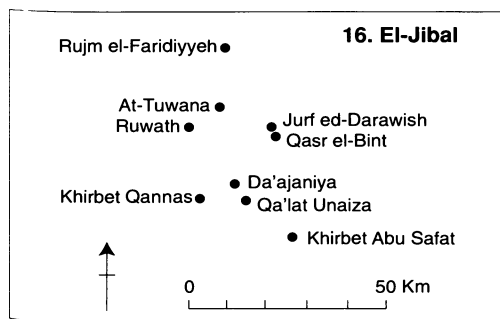 16. El-Jibal
Rujm el-Faridiyyeh
At-Tuwana
Ruwath
Jurf ed-Darawish
Qasr el-Bint
Da'ajaniya
Khirbet Qannas
Qa'lat Unaiza
Khirbet Abu Safat
0 50 Km